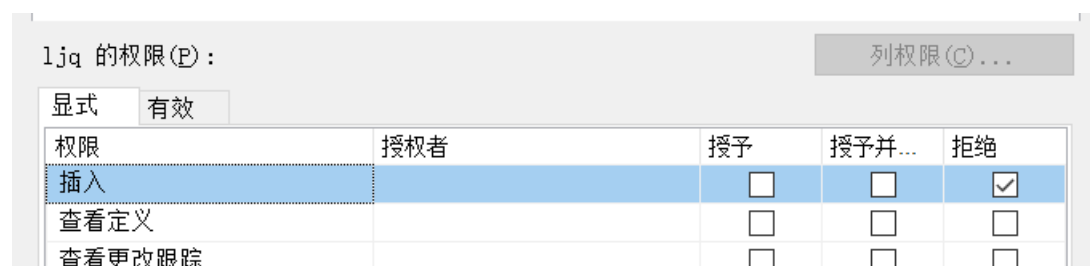 ljq 的权限(P):
列权限(C)...
显式 有效
权限 授权者 授予 授予并... 拒绝
插入
查看定义
查看更改跟踪